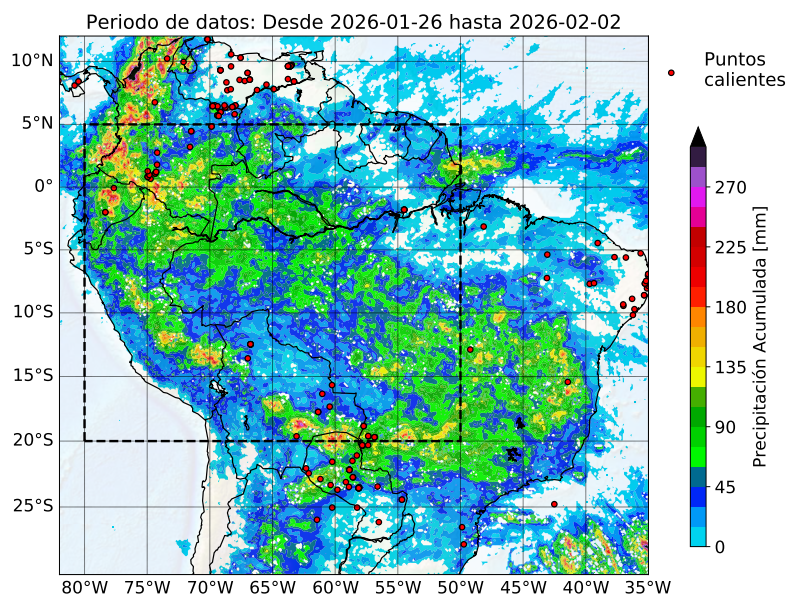 Periodo de datos: Desde 2026-01-26 hasta 2026-02-02
10°N
5°N
0°
5°S
10°S
15°S
20°S
25°S
80°W
75°W
70°W
65°W
60°W
55°W
50°W
45°W
40°W
35°W
Puntos
calientes
270
225
180
135
90
45
0
Precipitación Acumulada [mm]